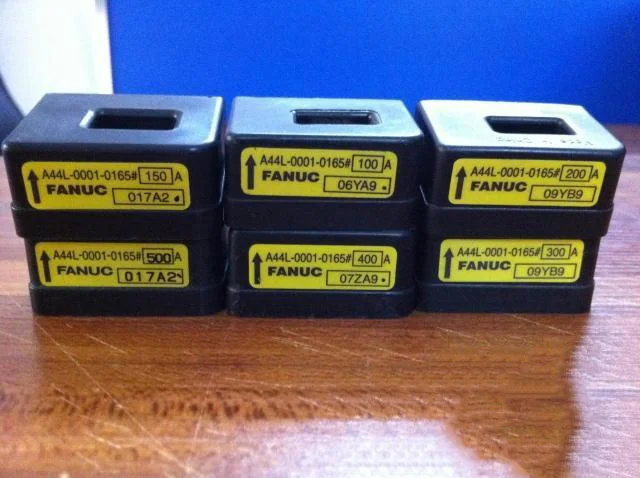 A44L-0001-0165# 150 A
FANUC 017A2
A44L-0001-0165# 100 A
FANUC 06YA9
A44L-0001-0165# 200 A
FANUC 09YB9
A44L-0001-0165# 500 A
FANUC 017A2
A44L-0001-0165# 400 A
FANUC 07ZA9
A44L-0001-0165# 300 A
FANUC 09YB9